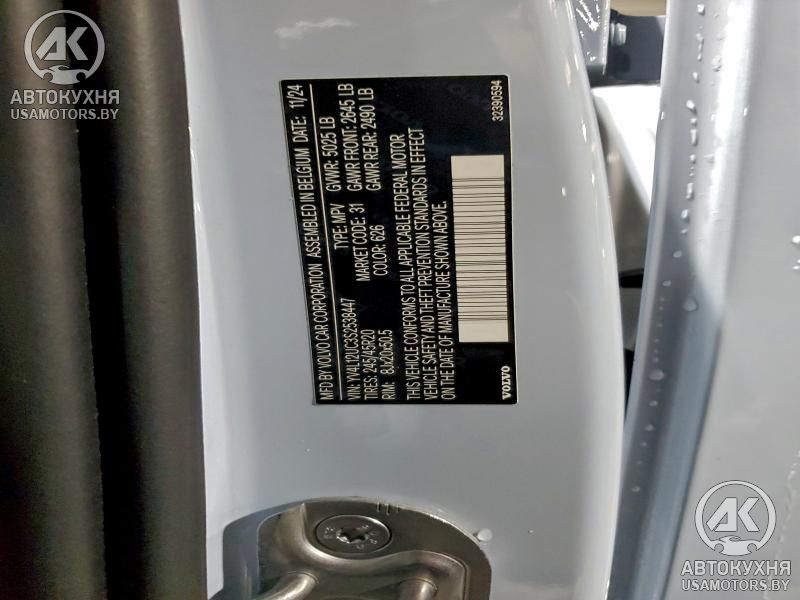 MFD BY VOLVO CAR CORPORATION ASSEMBLED IN BELGIUM DATE: 11/24
VIN: YV4L12UC3S2538447 TYPE: MPV GVWR: 5025 LB
TIRES: 245/45R20 MARKET CODE: 31 GAWR FRONT: 2645 LB
RIM: 8Jx20x50.5 COLOR: 626 GAWR REAR: 2490 LB
THIS VEHICLE CONFORMS TO ALL APPLICABLE FEDERAL MOTOR
VEHICLE SAFETY AND THEFT PREVENTION STANDARDS IN EFFECT
ON THE DATE OF MANUFACTURE SHOWN ABOVE.
VOLVO 32390594
АК
АВТОКУХНЯ
USAMOTORS.BY
АК
АВТОКУХНЯ
USAMOTORS.BY